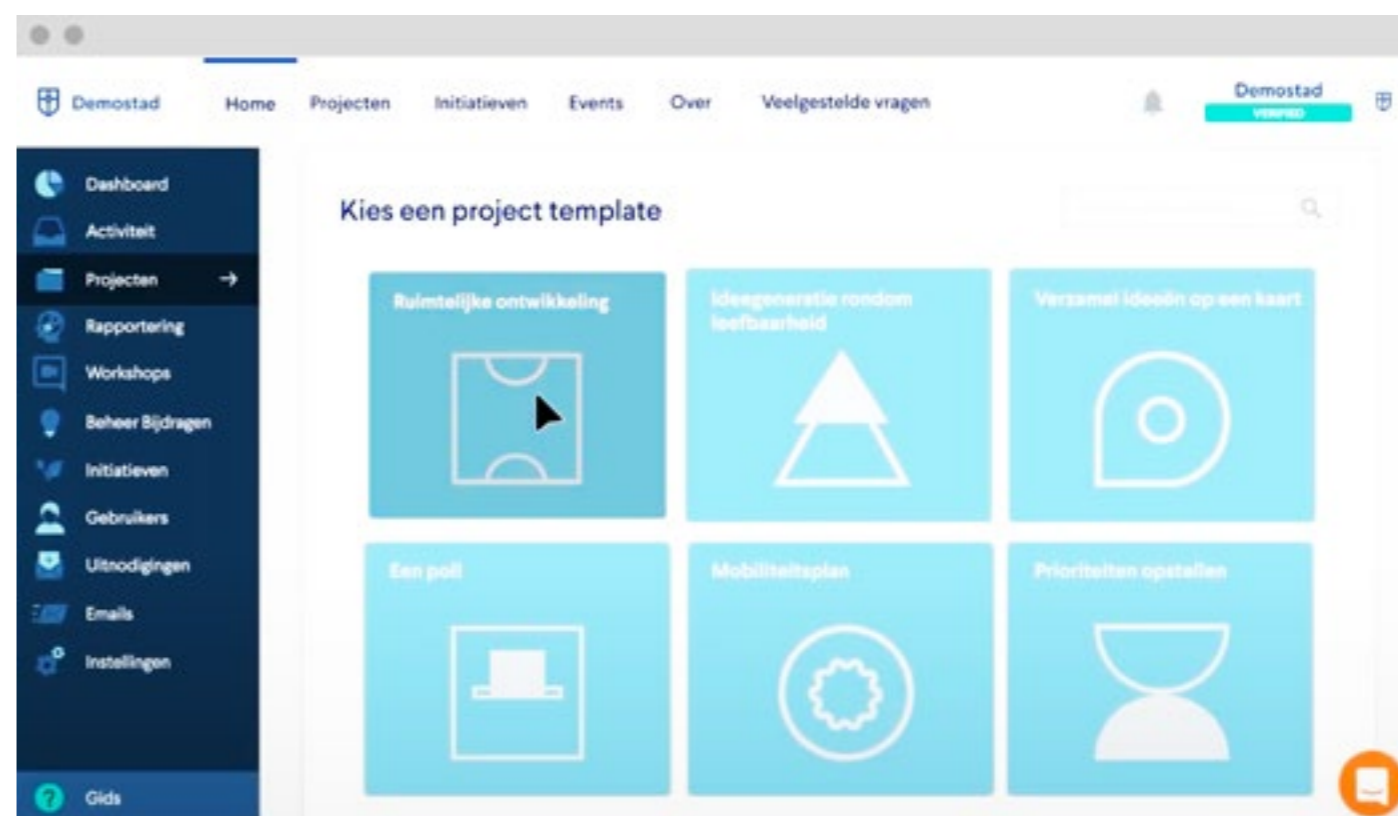 Demostad
Home
Projecten
Initiatieven
Events
Over
Veelgestelde vragen
Demostad
VERIFIED
Dashboard
Activiteit
Projecten
Rapportering
Workshops
Beheer Bijdragen
Initiatieven
Gebruikers
Uitnodigingen
Emails
Instellingen
Gids
Kies een project template
Ruimtelijke ontwikkeling
Ideegeneratie rondom
leefbaarheid
Verzamel ideeën op een kaart
Een poll
Mobiliteitsplan
Prioriteiten opstellen